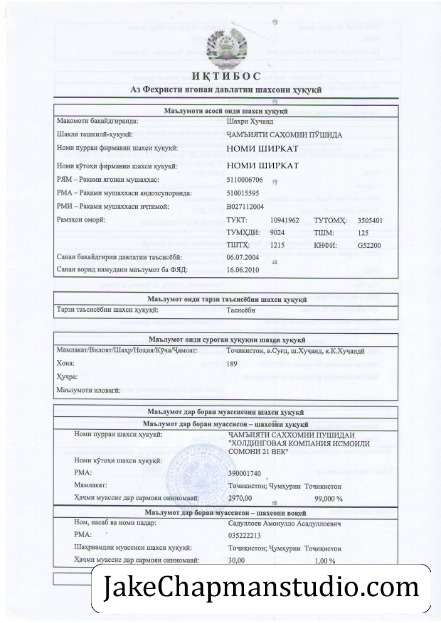 ИҚТИБОС
Аз Феҳристи ягонаи давлатии шахсони ҳуқуқӣ
Маълумоти асосӣ оиди шахси ҳуқуқӣ
Мақомоти бақайдгиранда: Шаҳри Хуҷанд
Шакли ташкилӣ-ҳуқуқӣ: ҶАМЪИЯТИ САҲОМИИ ПӮШИДА
Номи пурраи фирмавии шахси ҳуқуқӣ: НОМИ ШИРКАТ
Номи кӯтоҳи фирмавии шахси ҳуқуқӣ: НОМИ ШИРКАТ
РЯМ – Рақами ягонаи мушаххас: 5110006706
РМА – Рақами мушаххаси андозсупоранда: 510015595
РМИ – Рақами мушаххаси иҷтимоӣ: B027112004
Рамзҳои оморӣ: ТУКТ: 10941962 ТУТОМҲ: 3505401
ТУМҲДИ: 9024 ТШМ: 125
ТШТҲ: 1215 КНФИ: G52200
Санаи бақайдгирии давлатии таъсисёбӣ: 06.07.2004
Санаи ворид намудани маълумот ба ФЯД: 16.06.2010
Маълумот оиди тарзи таъсисёбии шахси ҳуқуқӣ
Тарзи таъсисёбии шахси ҳуқуқӣ: Таъсисёбӣ
Маълумот оиди суроғаи ҳуқуқии шахси ҳуқуқӣ
Мамлакат/Вилоят/Шаҳр/Ноҳия/Кӯча/Ҷамоат: Тоҷикистон, в.Суғд, ш.Хуҷанд, к.К.Хуҷандӣ
Хона: 189
Ҳуҷра:
Маълумоти иловагӣ:
Маълумот дар бораи муассисони шахси ҳуқуқӣ
Маълумот дар бораи муассисон – шахсони ҳуқуқӣ
Номи пурраи шахси ҳуқуқӣ: ҶАМЪИЯТИ САҲҲОМИИ ПУШИДАИ
"ХОЛДИНГОВАЯ КОМПАНИЯ ИСМОИЛИ
СОМОНИ 21 ВЕК"
Номи кӯтоҳи шахси ҳуқуқӣ:
РМА: 390001740
Мамлакат: Тоҷикистон; Ҷумҳурии Тоҷикистон
Ҳаҷми муассис дар сармояи оинномавӣ: 2970,00 99,000 %
Маълумот дар бораи муассисон – шахсони воқеӣ
Ном, насаб ва номи падар: Садуллоев Амонулло Асадуллоевич
РМА: 035222213
Шаҳрвандии муассиси шахси ҳуқуқӣ: Тоҷикистон; Ҷумҳурии Тоҷикистон
Ҳаҷми муассис дар сармояи оинномавӣ: 30,00 1,00 %
JakeChapmanstudio.com